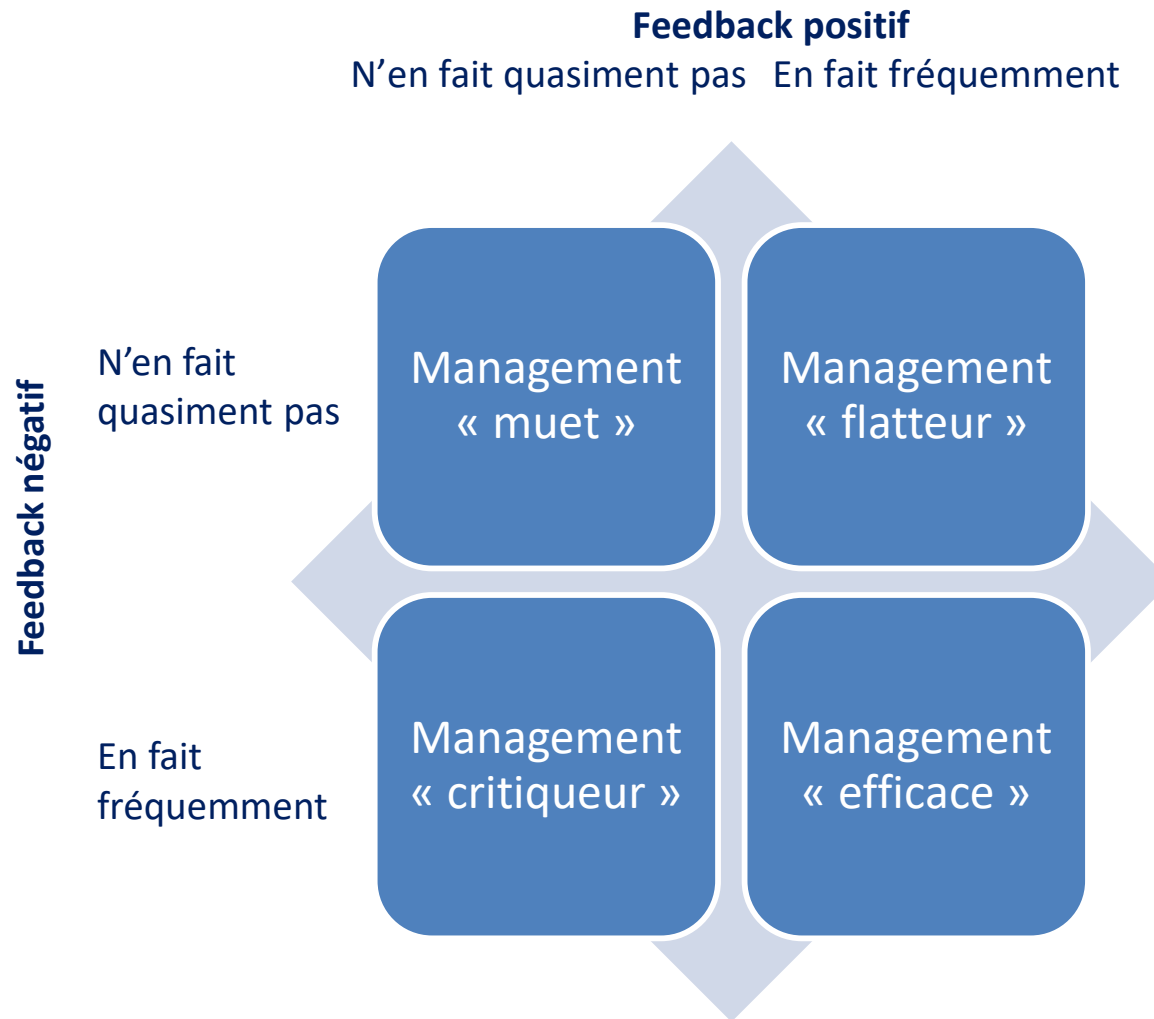 Feedback positif
N’en fait quasiment pas En fait fréquemment
Feedback négatif
N’en fait
quasiment pas
Management
« muet »
Management
« flatteur »
En fait
fréquemment
Management
« critiqueur »
Management
« efficace »